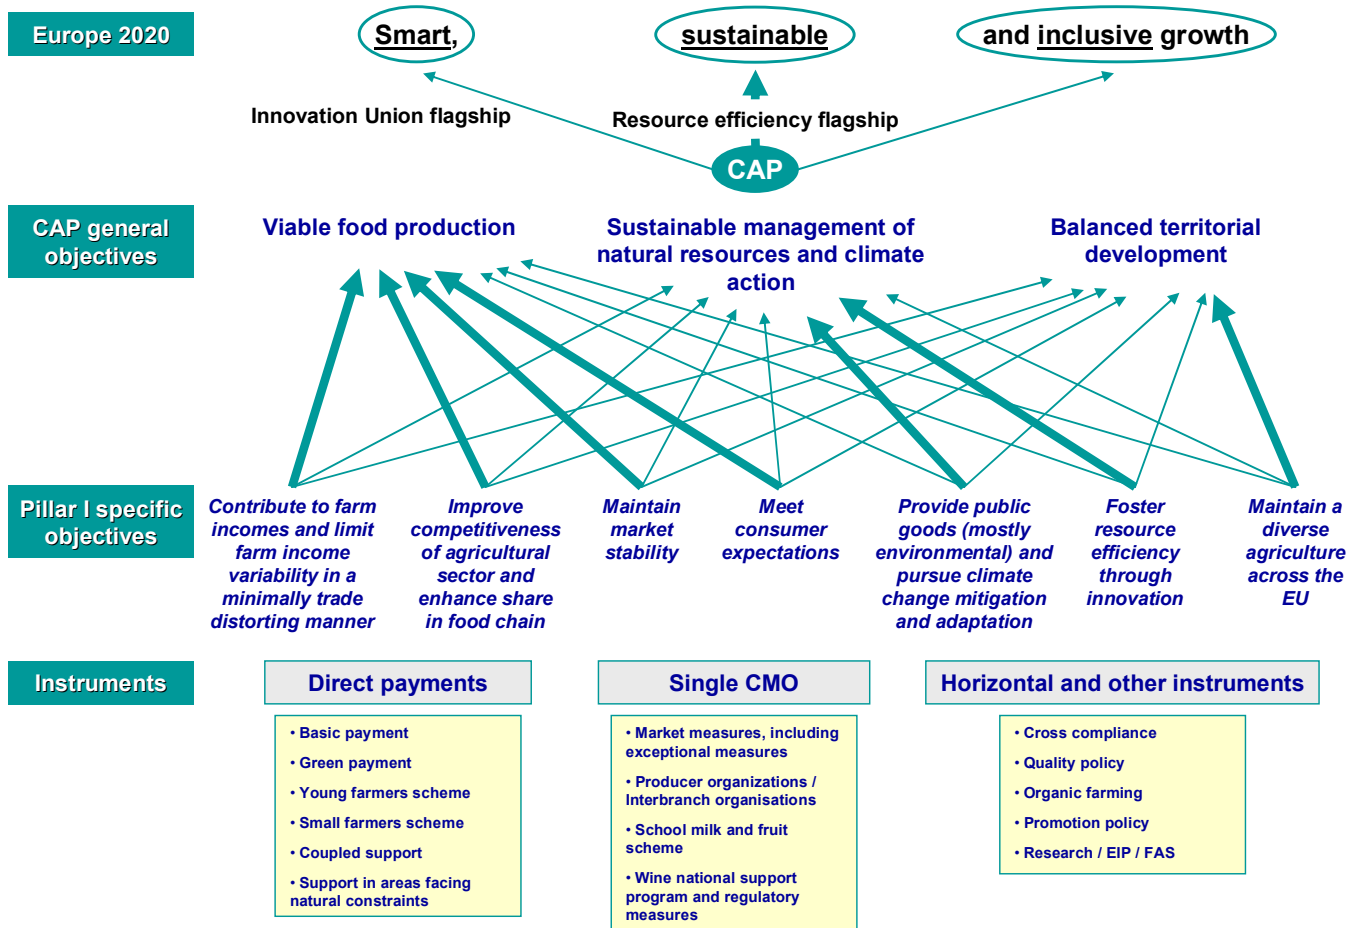 Europe 2020
Smart,
sustainable
and inclusive growth
Innovation Union flagship
Resource efficiency flagship
CAP
CAP general
objectives
Viable food production
Sustainable management of
natural resources and climate
action
Balanced territorial
development
Pillar I specific
objectives
Contribute to farm
incomes and limit
farm income
variability in a
minimally trade
distorting manner
Improve
competitiveness
of agricultural
sector and
enhance share
in food chain
Maintain
market
stability
Meet
consumer
expectations
Provide public
goods (mostly
environmental) and
pursue climate
change mitigation
and adaptation
Foster
resource
efficiency
through
innovation
Maintain a
diverse
agriculture
across the
EU
Instruments
Direct payments
• Basic payment
• Green payment
• Young farmers scheme
• Small farmers scheme
• Coupled support
• Support in areas facing
natural constraints
Single CMO
• Market measures, including
exceptional measures
• Producer organizations /
Interbranch organisations
• School milk and fruit
scheme
• Wine national support
program and regulatory
measures
Horizontal and other instruments
• Cross compliance
• Quality policy
• Organic farming
• Promotion policy
• Research / EIP / FAS